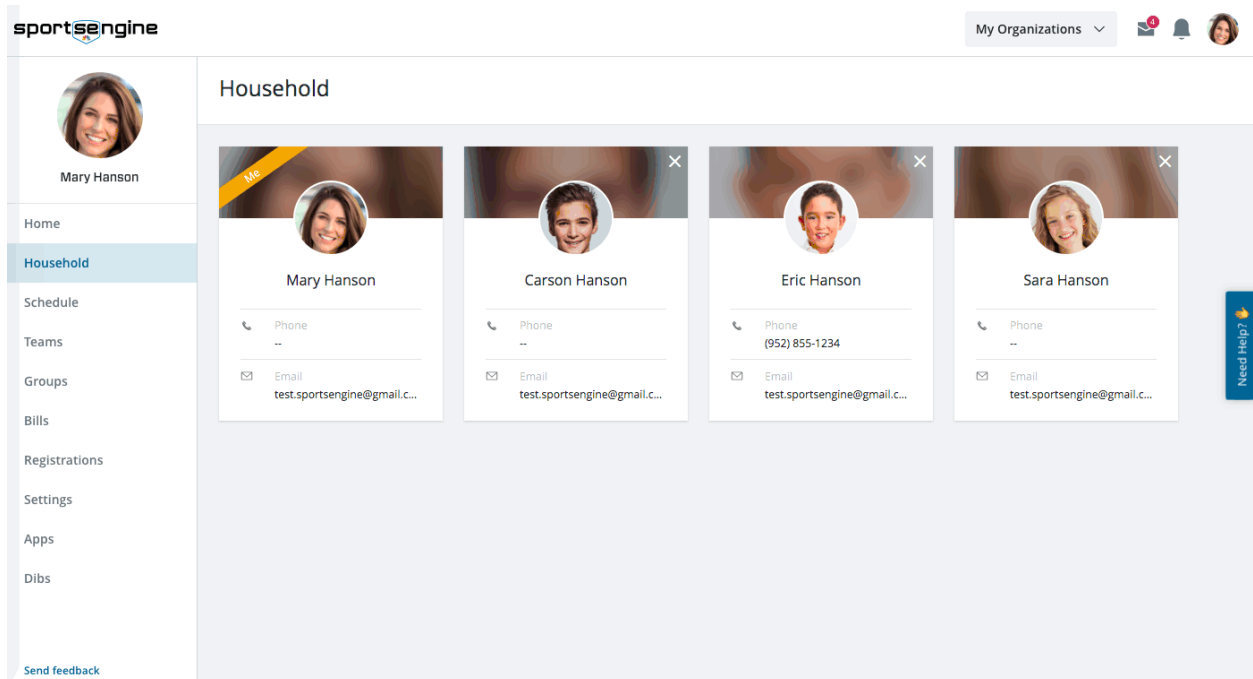 sportsengine
My Organizations
4
Mary Hanson
Home
Household
Schedule
Teams
Groups
Bills
Registrations
Settings
Apps
Dibs
Send feedback
Household
Me
Mary Hanson
Phone
--
Email
test.sportsengine@gmail.c...
Carson Hanson
Phone
--
Email
test.sportsengine@gmail.c...
Eric Hanson
Phone
(952) 855-1234
Email
test.sportsengine@gmail.c...
Sara Hanson
Phone
--
Email
test.sportsengine@gmail.c...
Need Help?